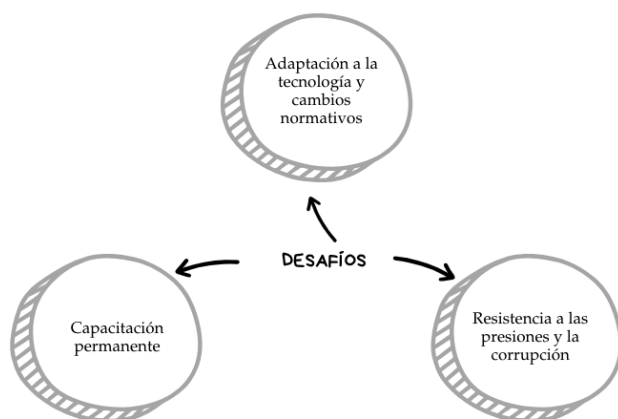 Adaptación a la
tecnología y
cambios
normativos
DESAFÍOS
Capacitación
permanente
Resistencia a las
presiones y la
corrupción